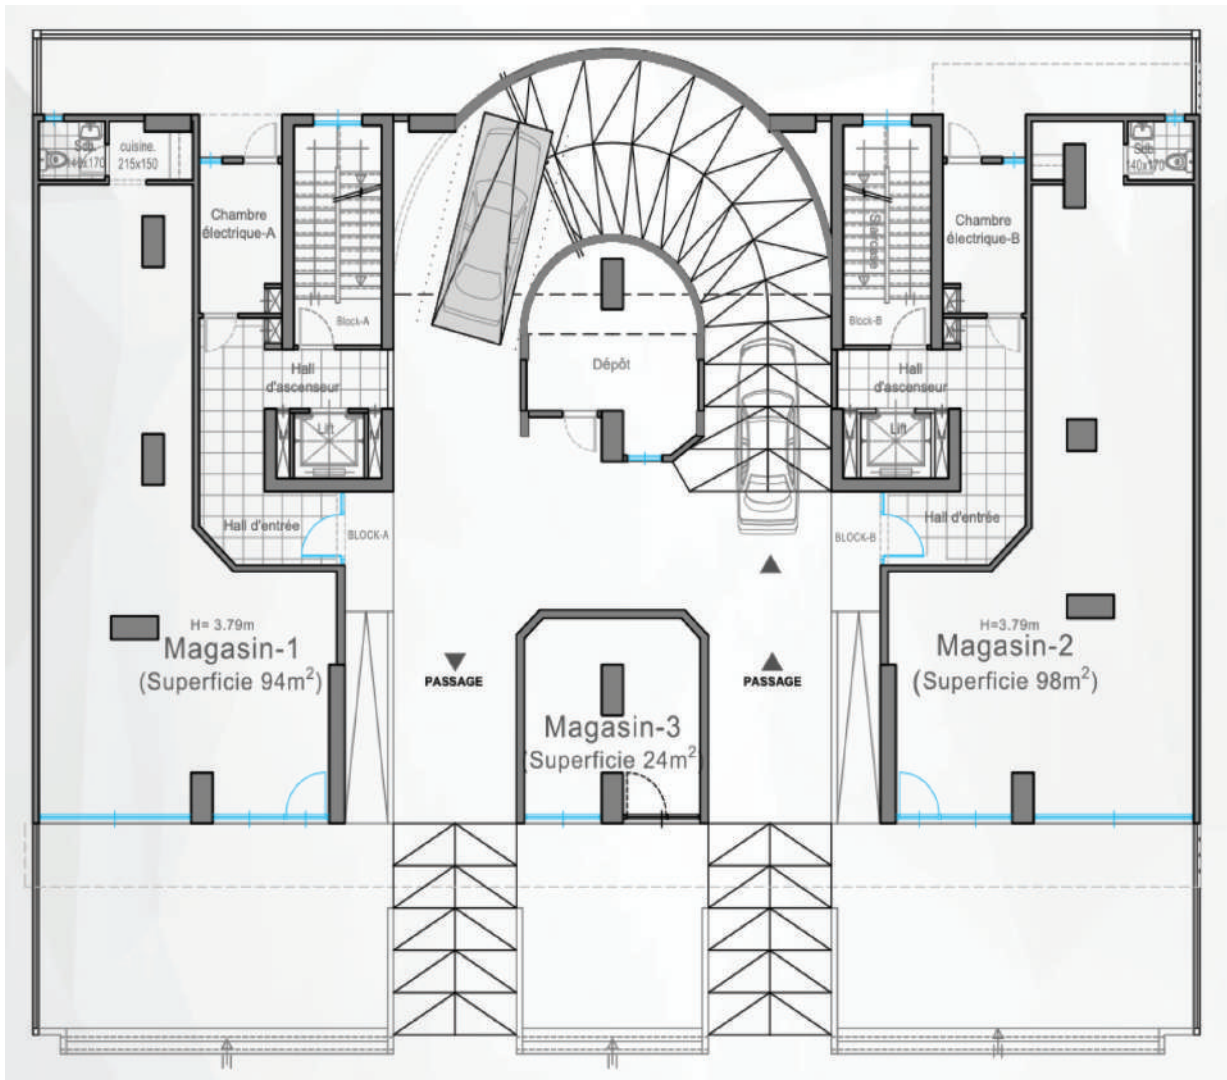 Scb.
140x170
cuisine.
215x150
Chambre
électrique-A
Block-A
Hall
d'ascenseur
Lift
Hall d'entrée
BLOCK-A
Dépôt
Staircase
Block-B
Chambre
électrique-B
Scb.
140x170
Hall
d'ascenseur
Lift
Hall d'entrée
BLOCK-B
H= 3.79m
Magasin-1
(Superficie 94m²)
PASSAGE
Magasin-3
(Superficie 24m²
PASSAGE
H=3.79m
Magasin-2
(Superficie 98m²)